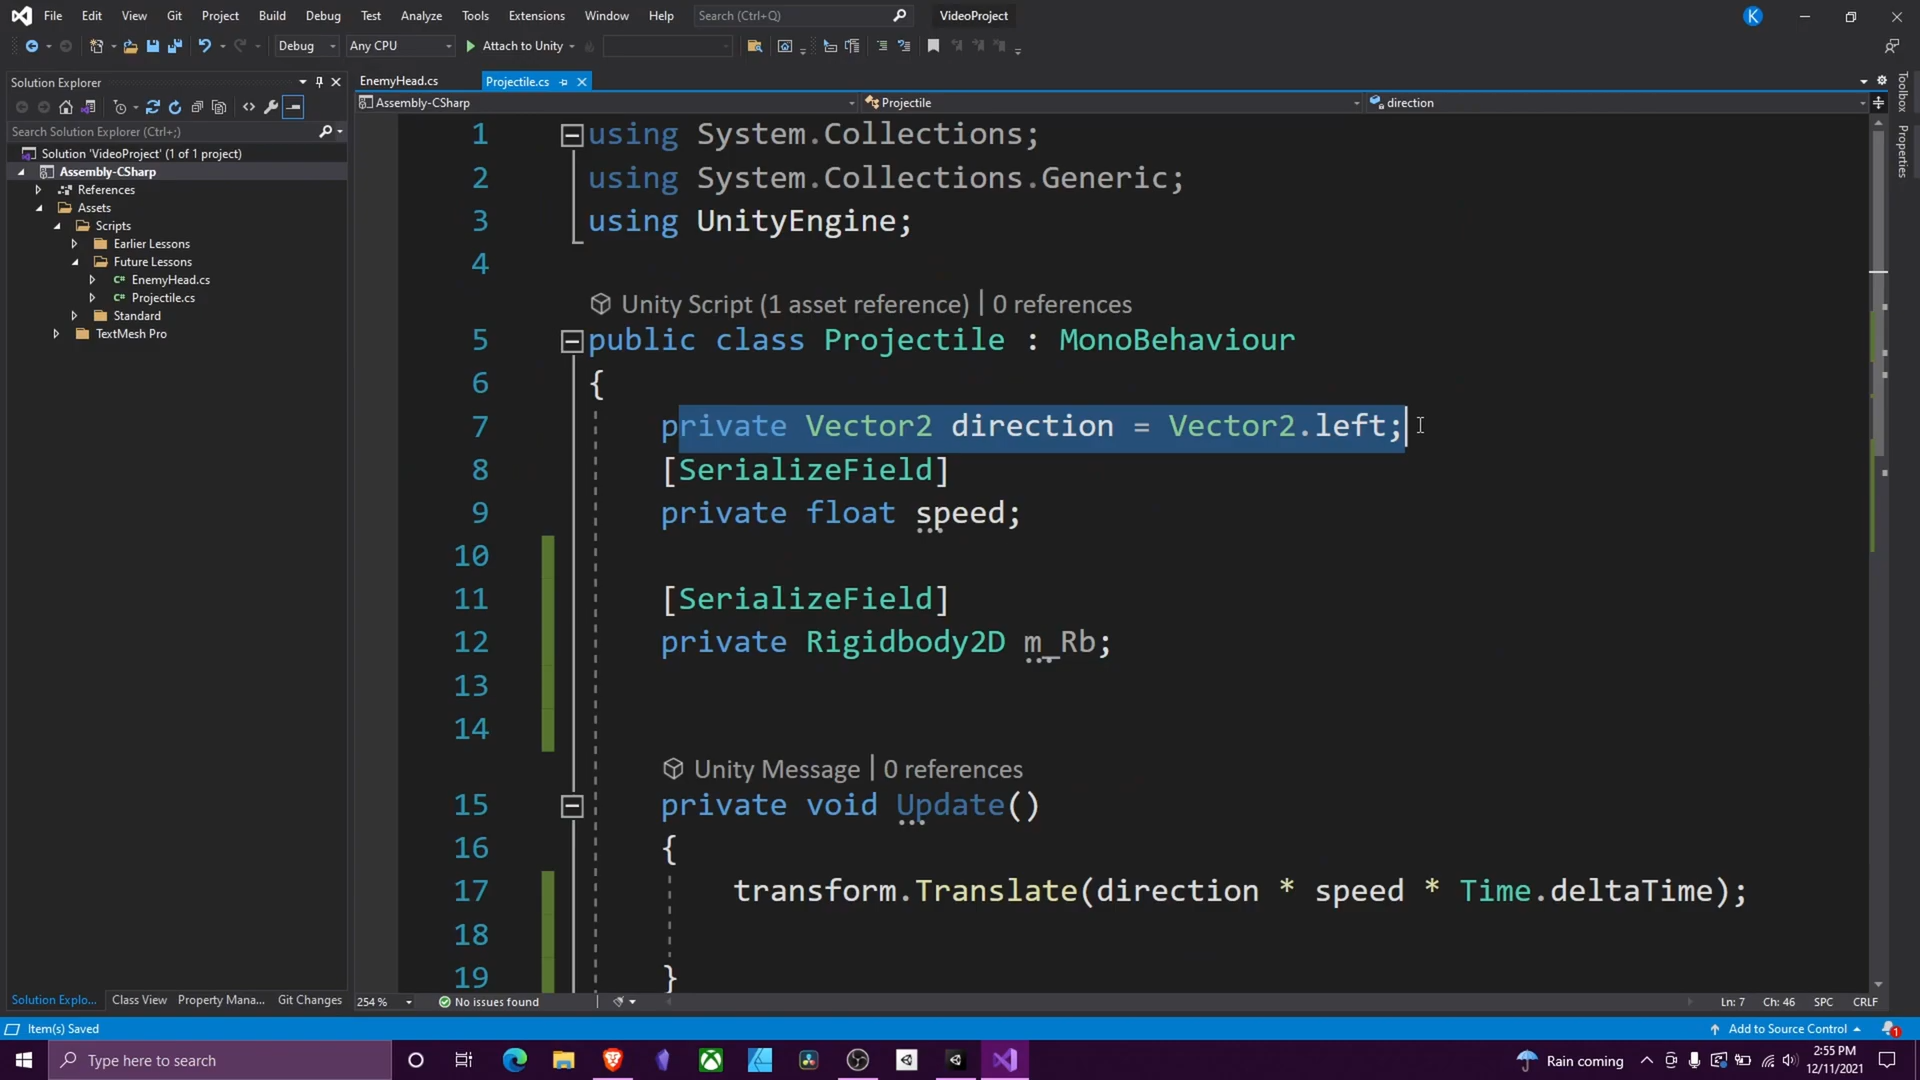 File Edit View Git Project Build Debug Test Analyze Tools Extensions Window Help Search (Ctrl+Q) VideoProject K
Debug Any CPU Attach to Unity
Solution Explorer
Search Solution Explorer (Ctrl+;)
Solution 'VideoProject' (1 of 1 project)
Assembly-CSharp
References
Assets
Scripts
Earlier Lessons
Future Lessons
C# EnemyHead.cs
C# Projectile.cs
Standard
TextMesh Pro
Solution Explo... Class View Property Mana... Git Changes
EnemyHead.cs Projectile.cs
Assembly-CSharp Projectile direction
1 using System.Collections;
2 using System.Collections.Generic;
3 using UnityEngine;
4
Unity Script (1 asset reference) | 0 references
5 public class Projectile : MonoBehaviour
6 {
7 private Vector2 direction = Vector2.left;
8 [SerializeField]
9 private float speed;
10
11 [SerializeField]
12 private Rigidbody2D m_Rb;
13
14
Unity Message | 0 references
15 private void Update()
16 {
17 transform.Translate(direction * speed * Time.deltaTime);
18
19 }
254 % No issues found Ln: 7 Ch: 46 SPC CRLF
Toolbox
Properties
Item(s) Saved Add to Source Control 1
Type here to search Rain coming 2:55 PM
12/11/2021